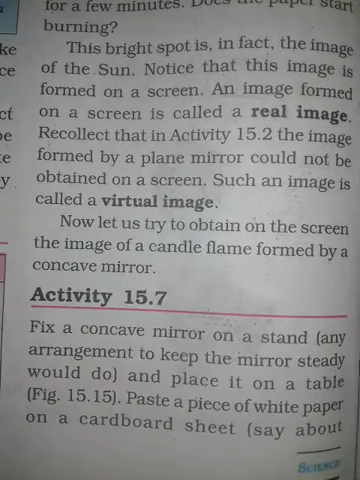 for a few minutes. Does the paper start
burning?
This bright spot is, in fact, the image
of the Sun. Notice that this image is
formed on a screen. An image formed
on a screen is called a real image.
Recollect that in Activity 15.2 the image
formed by a plane mirror could not be
obtained on a screen. Such an image is
called a virtual image.
Now let us try to obtain on the screen
the image of a candle flame formed by a
concave mirror.
Activity 15.7
Fix a concave mirror on a stand (any
arrangement to keep the mirror steady
would do) and place it on a table
(Fig. 15.15). Paste a piece of white paper
on a cardboard sheet (say about
SCIENCE